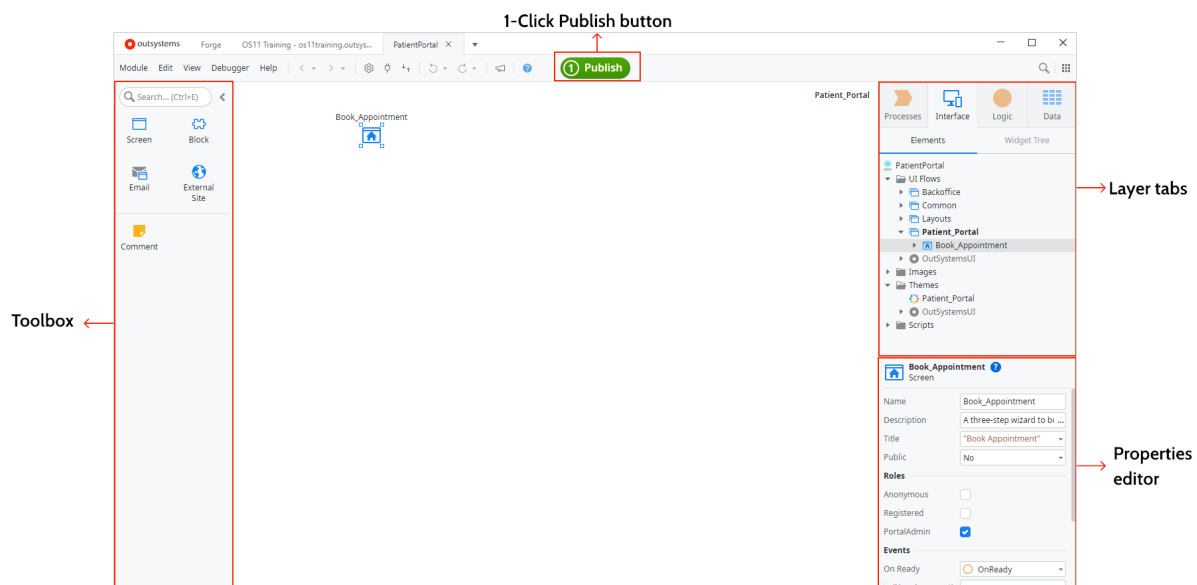 1-Click Publish button
outsystems
Forge
OS11 Training - os11training.outsys...
PatientPortal
Module Edit View Debugger Help
1 Publish
Search... (Ctrl+E)
Screen
Block
Email
External
Site
Comment
Toolbox
Book_Appointment
Patient_Portal
Processes
Interface
Logic
Data
Elements
Widget Tree
PatientPortal
UI Flows
Backoffice
Common
Layouts
Patient_Portal
Book_Appointment
OutSystemsUI
Images
Themes
Patient_Portal
OutSystemsUI
Scripts
Layer tabs
Book_Appointment ?
Screen
Name Book_Appointment
Description A three-step wizard to b ...
Title "Book Appointment"
Public No
Roles
Anonymous
Registered
PortalAdmin
Events
On Ready OnReady
Properties
editor